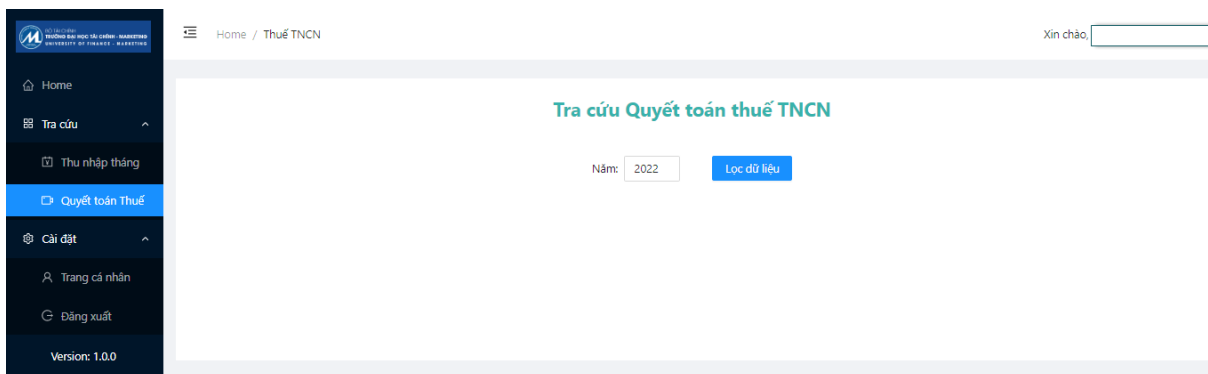 BỘ TÀI CHÍNH
TRƯỜNG ĐẠI HỌC TÀI CHÍNH - MARKETING
UNIVERSITY OF FINANCE - MARKETING
Home / Thuế TNCN
Xin chào,
Home
Tra cứu
Thu nhập tháng
Quyết toán Thuế
Cài đặt
Trang cá nhân
Đăng xuất
Version: 1.0.0
Tra cứu Quyết toán thuế TNCN
Năm: 2022 Lọc dữ liệu